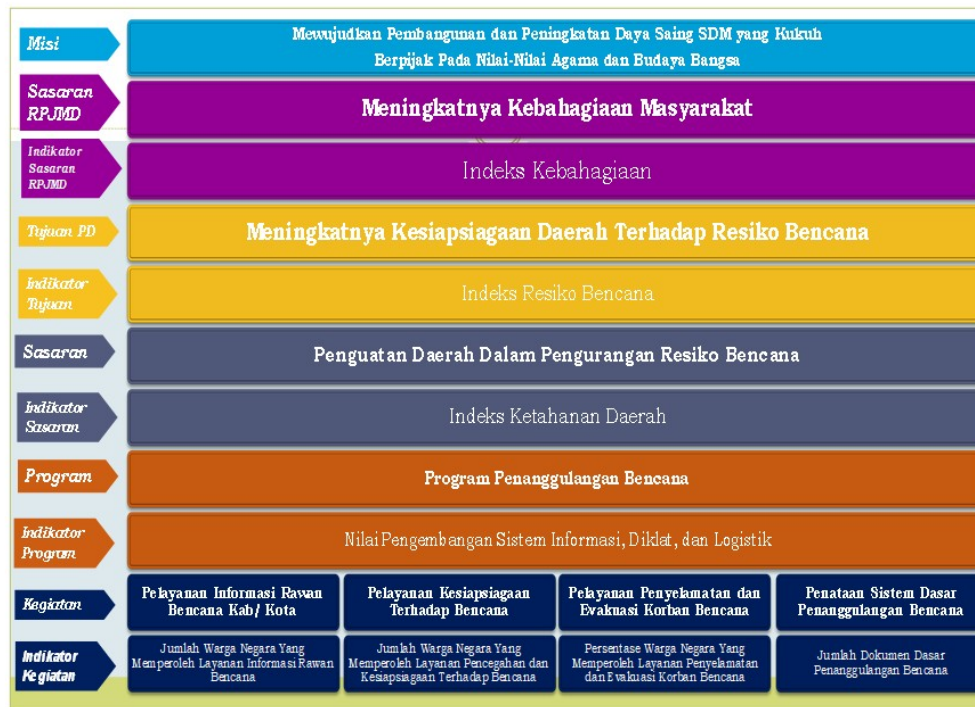 Misi
Mewujudkan Pembangunan dan Peningkatan Daya Saing SDM yang Kukuh
Berpijak Pada Nilai-Nilai Agama dan Budaya Bangsa
Sasaran
RPJMD
Meningkatnya Kebahagiaan Masyarakat
Indikator
Sasaran
RPJMD
Indeks Kebahagiaan
Tujuan PD
Meningkatnya Kesiapsiagaan Daerah Terhadap Resiko Bencana
Indikator
Tujuan
Indeks Resiko Bencana
Sasaran
Penguatan Daerah Dalam Pengurangan Resiko Bencana
Indikator
Sasaran
Indeks Ketahanan Daerah
Program
Program Penanggulangan Bencana
Indikator
Program
Nilai Pengembangan Sistem Informasi, Diklat, dan Logistik
Kegiatan
Pelayanan Informasi Rawan
Bencana Kab/ Kota
Pelayanan Kesiapsiagaan
Terhadap Bencana
Pelayanan Penyelamatan dan
Evakuasi Korban Bencana
Penataan Sistem Dasar
Penanggulangan Bencana
Indikator
Kegiatan
Jumlah Warga Negara Yang
Memperoleh Layanan Informasi Rawan
Bencana
Jumlah Warga Negara Yang
Memperoleh Layanan Pencegahan dan
Kesiapsiagaan Terhadap Bencana
Persentase Warga Negara Yang
Memperoleh Layanan Penyelamatan
dan Evakuasi Korban Bencana
Jumlah Dokumen Dasar
Penanggulangan Bencana